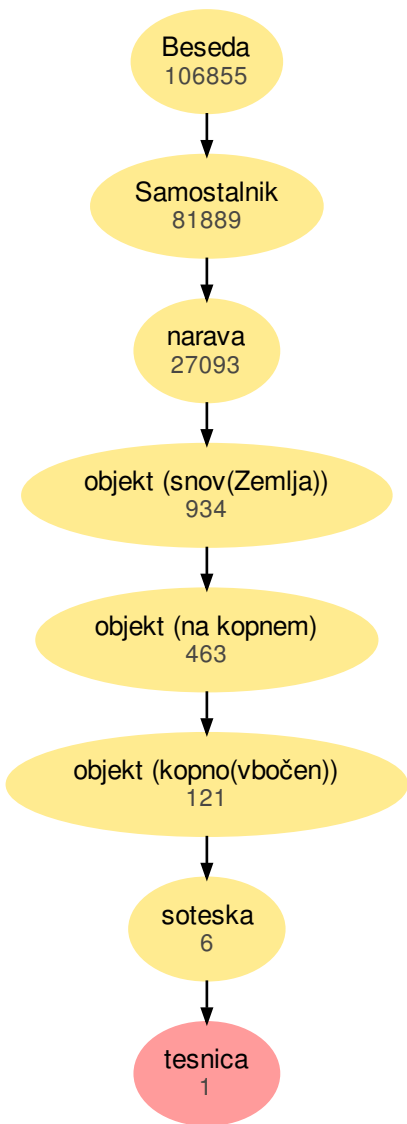 Beseda
106855
Samostalnik
81889
narava
27093
objekt (snov(Zemlja))
934
objekt (na kopnem)
463
objekt (kopno(vbočen))
121
soteska
6
tesnica
1